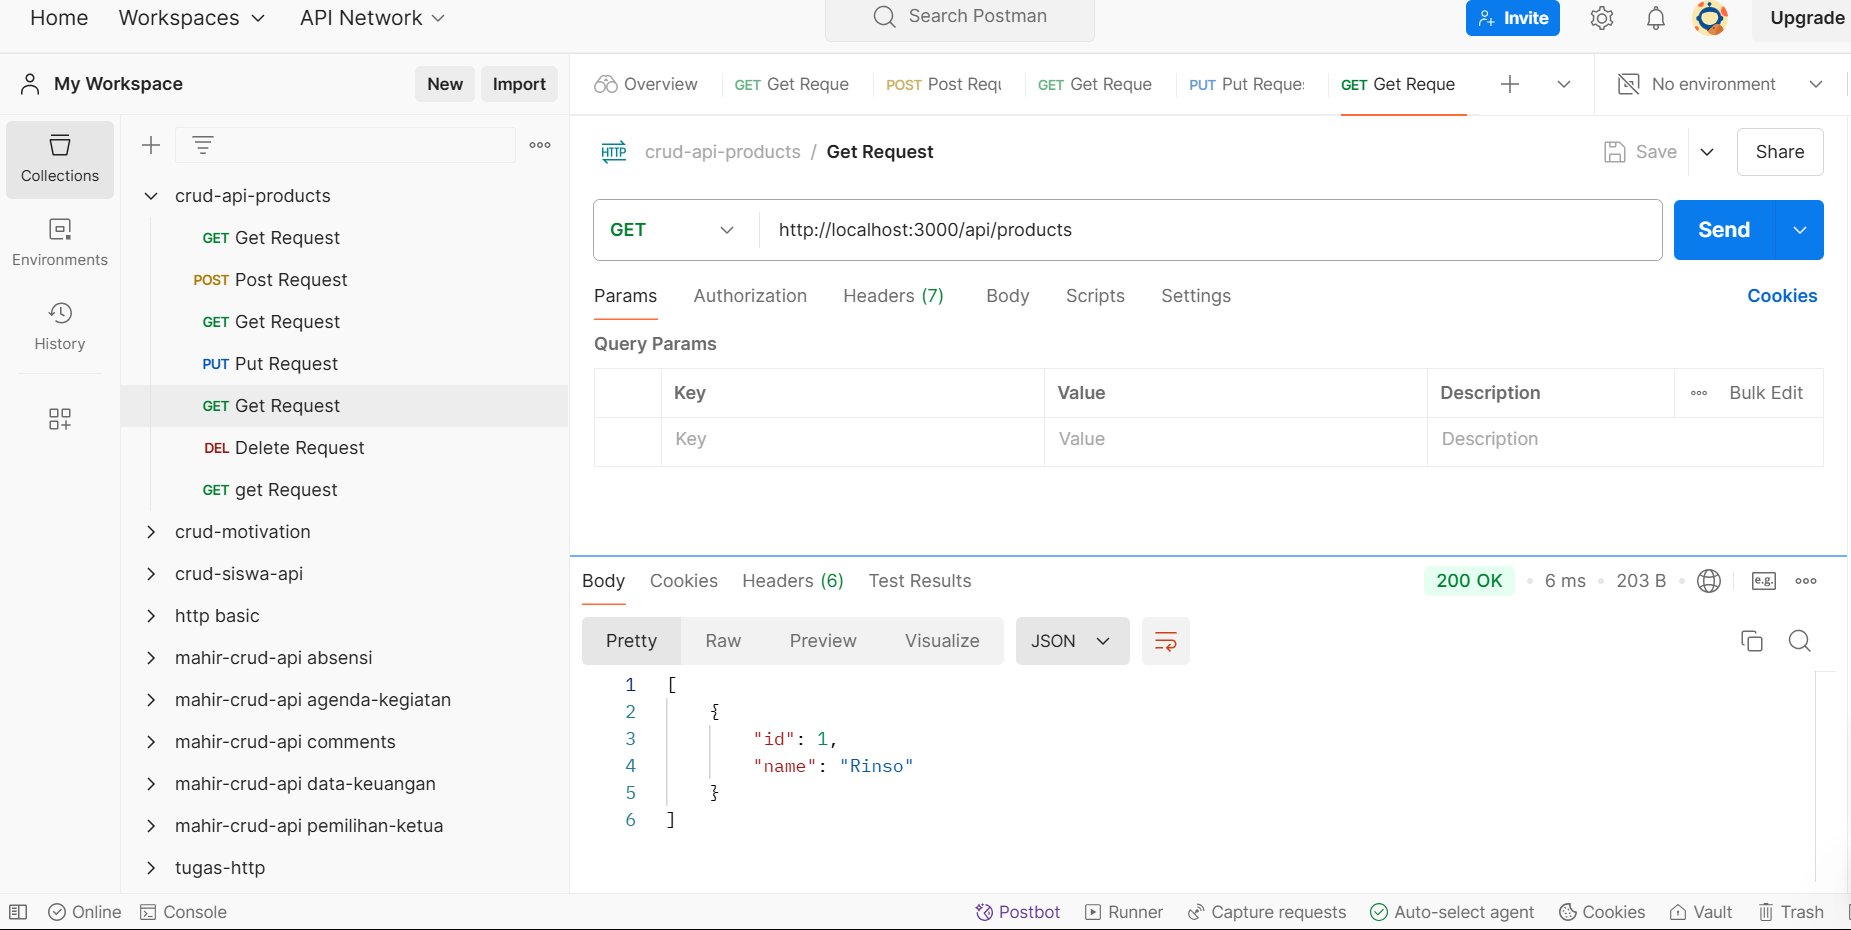 Home Workspaces API Network Search Postman Invite Upgrade
My Workspace New Import
Overview GET Get Reque POST Post Requ GET Get Reque PUT Put Reque GET Get Reque No environment
Collections
Environments
History
crud-api-products
GET Get Request
POST Post Request
GET Get Request
PUT Put Request
GET Get Request
DEL Delete Request
GET get Request
crud-motivation
crud-siswa-api
http basic
mahir-crud-api absensi
mahir-crud-api agenda-kegiatan
mahir-crud-api comments
mahir-crud-api data-keuangan
mahir-crud-api pemilihan-ketua
tugas-http
HTTP crud-api-products / Get Request Save Share
GET http://localhost:3000/api/products Send
Params Authorization Headers (7) Body Scripts Settings Cookies
Query Params
Key Value Description Bulk Edit
Key Value Description
Body Cookies Headers (6) Test Results 200 OK 6 ms 203 B e.g.
Pretty Raw Preview Visualize JSON
1 [
2 {
3 "id": 1,
4 "name": "Rinso"
5 }
6 ]
Online Console Postbot Runner Capture requests Auto-select agent Cookies Vault Trash